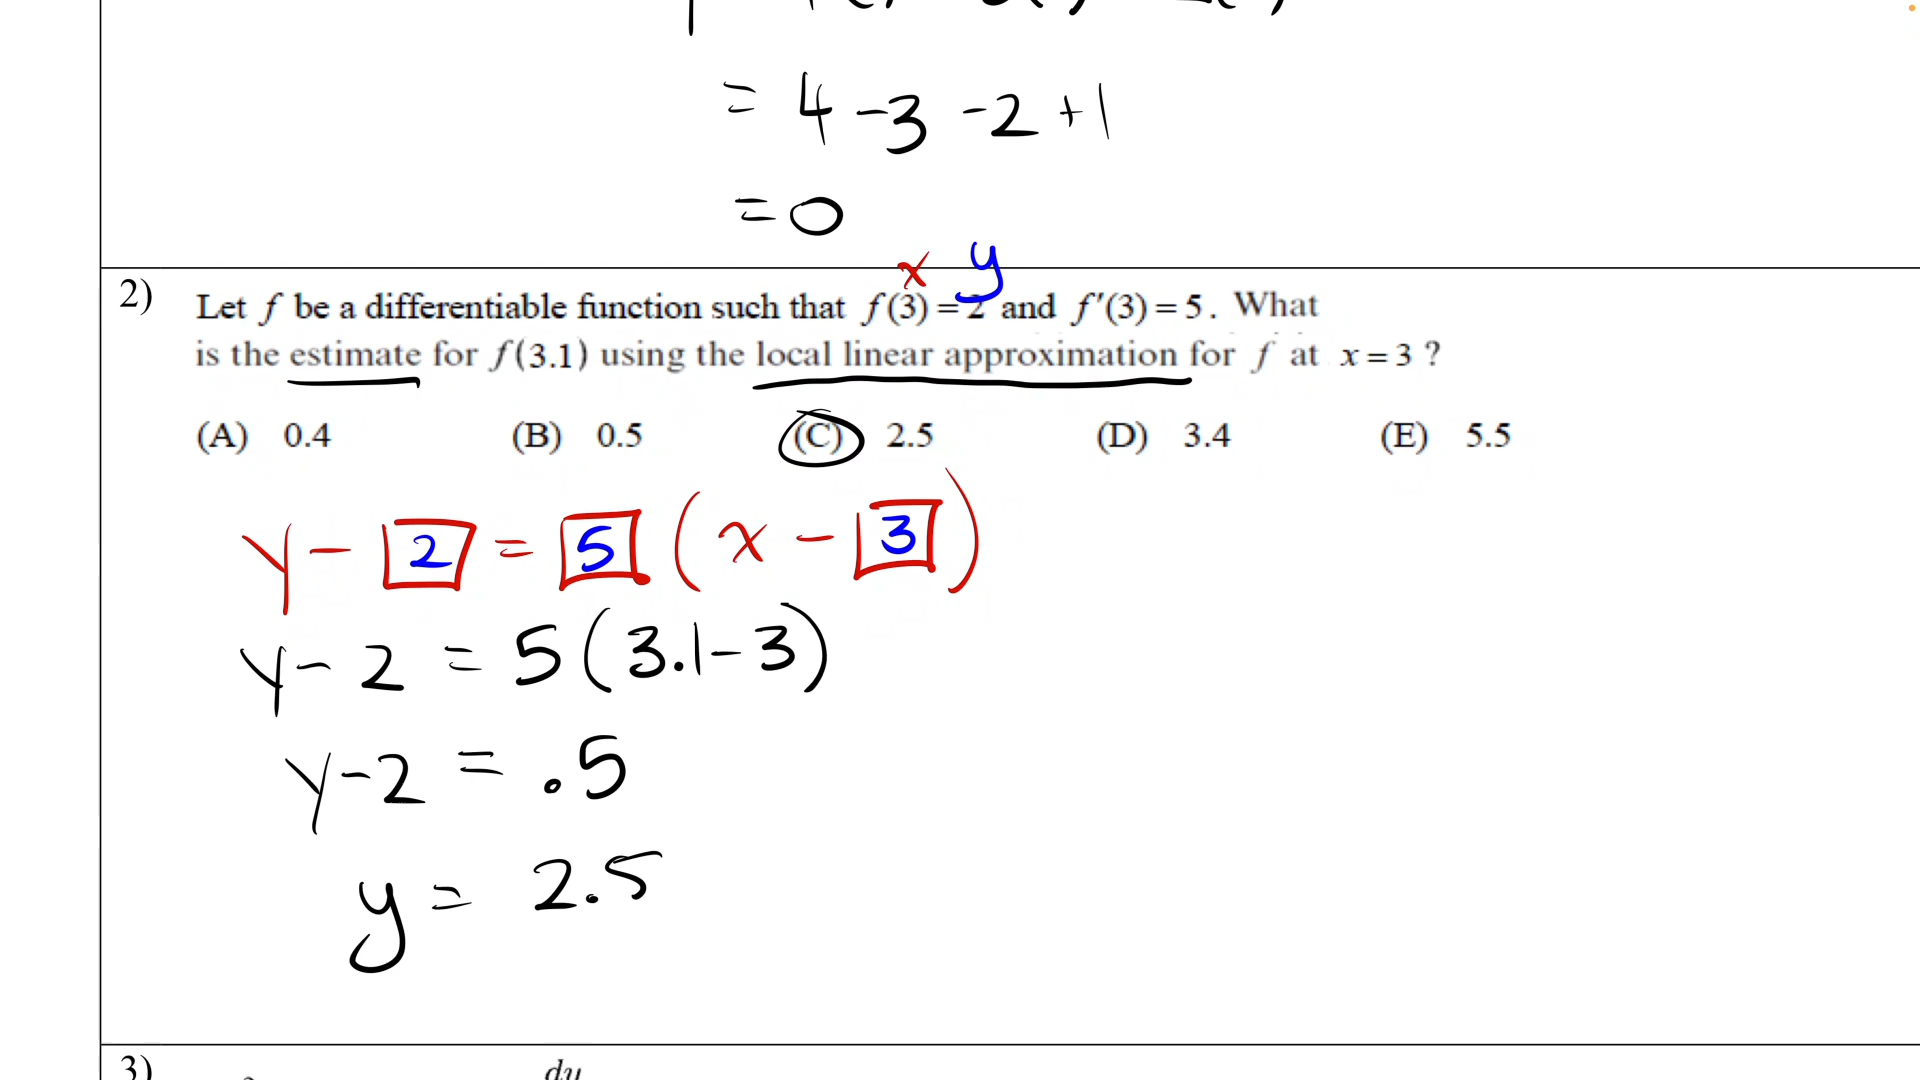 = 4 - 3 - 2 + 1
= 0
x y
2) Let f be a differentiable function such that f(3) = 2 and f′(3) = 5. What
is the estimate for f(3.1) using the local linear approximation for f at x = 3 ?
(A) 0.4 (B) 0.5 (C) 2.5 (D) 3.4 (E) 5.5
y - 2 = 5 (x - 3)
y - 2 = 5(3.1 - 3)
y - 2 = .5
y = 2.5
3)